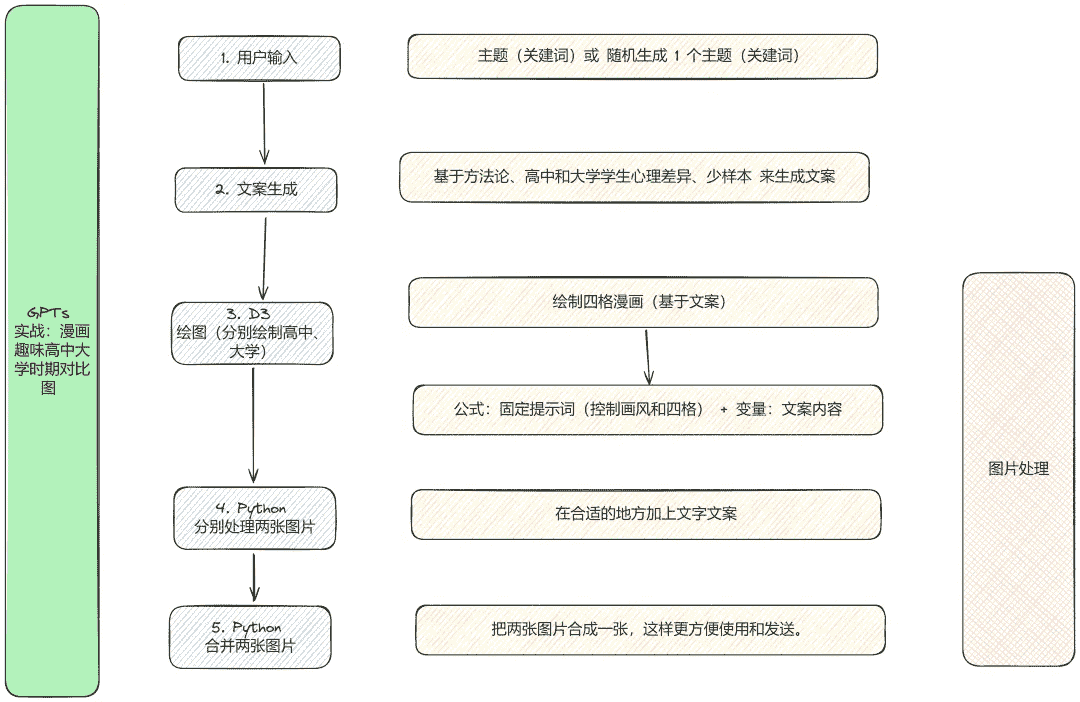 GPTs
实战：漫画
趣味高中大
学时期对比
图
1. 用户输入
主题（关建词）或 随机生成 1 个主题（关建词）
2. 文案生成
基于方法论、高中和大学学生心理差异、少样本 来生成文案
3. D3
绘图（分别绘制高中、
大学）
绘制四格漫画（基于文案）
公式：固定提示词（控制画风和四格） + 变量：文案内容
图片处理
4. Python
分别处理两张图片
在合适的地方加上文字文案
5. Python
合并两张图片
把两张图片合成一张，这样更方便使用和发送。